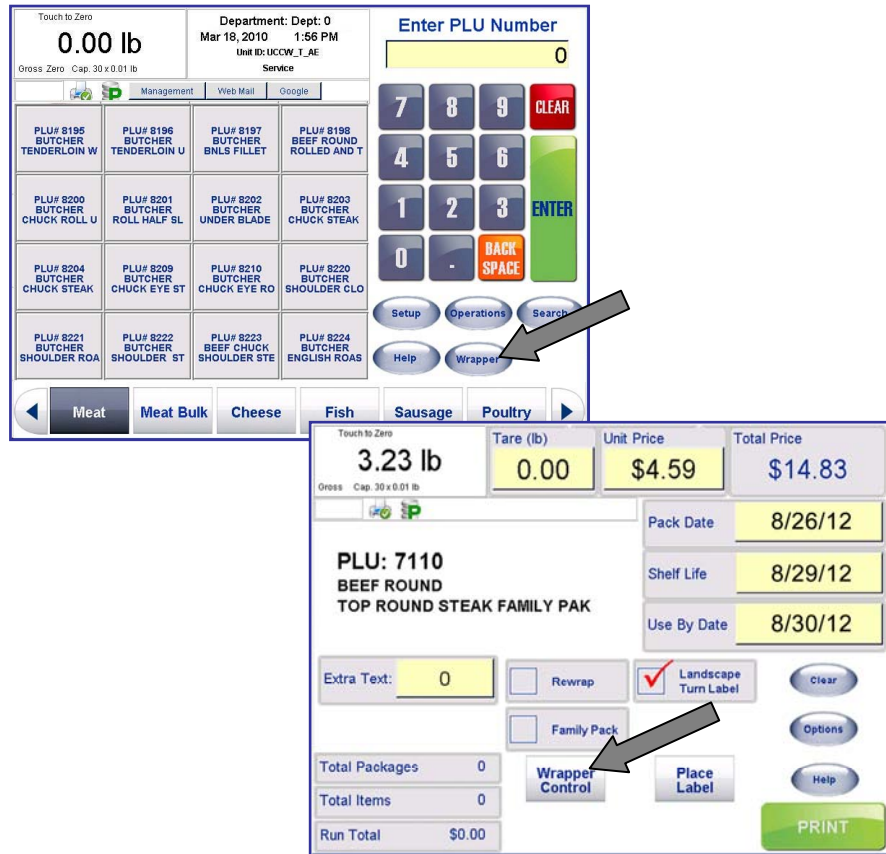 Touch to Zero
0.00 lb
Gross Zero Cap. 30 x 0.01 lb
Department: Dept: 0
Mar 18, 2010 1:56 PM
Unit ID: UCCW_T_AE
Service
Enter PLU Number
0
P Management Web Mail Google
PLU# 8195
BUTCHER
TENDERLOIN W
PLU# 8196
BUTCHER
TENDERLOIN U
PLU# 8197
BUTCHER
BNLS FILLET
PLU# 8198
BEEF ROUND
ROLLED AND T
PLU# 8200
BUTCHER
CHUCK ROLL U
PLU# 8201
BUTCHER
ROLL HALF SL
PLU# 8202
BUTCHER
UNDER BLADE
PLU# 8203
BUTCHER
CHUCK STEAK
PLU# 8204
BUTCHER
CHUCK STEAK
PLU# 8209
BUTCHER
CHUCK EYE ST
PLU# 8210
BUTCHER
CHUCK EYE RO
PLU# 8220
BUTCHER
SHOULDER CLO
PLU# 8221
BUTCHER
SHOULDER ROA
PLU# 8222
BUTCHER
SHOULDER ST
PLU# 8223
BEEF CHUCK
SHOULDER STE
PLU# 8224
BUTCHER
ENGLISH ROAS
7 8 9 CLEAR
4 5 6
1 2 3 ENTER
0 . BACK
SPACE
Setup Operations Search
Help Wrapper
Meat Meat Bulk Cheese Fish Sausage Poultry
Touch to Zero
3.23 lb
Gross Cap. 30 x 0.01 lb
Tare (lb)
0.00
Unit Price
$4.59
Total Price
$14.83
P
Pack Date 8/26/12
Shelf Life 8/29/12
Use By Date 8/30/12
PLU: 7110
BEEF ROUND
TOP ROUND STEAK FAMILY PAK
Extra Text: 0
Rewrap
Landscape
Turn Label
Clear
Family Pack
Options
Total Packages 0
Total Items 0
Run Total $0.00
Wrapper
Control
Place
Label
Help
PRINT